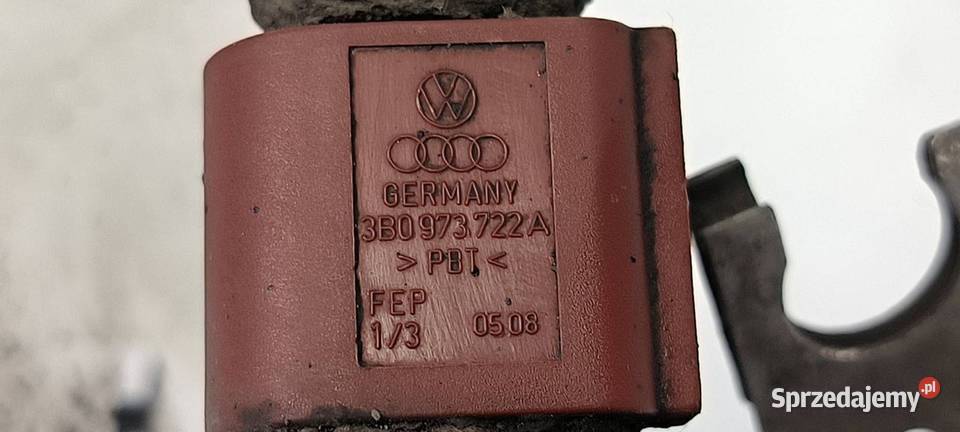 GERMANY
3B0 973 722 A
> PBT <
FEP
1/3 05.08
Sprzedajemy.pl